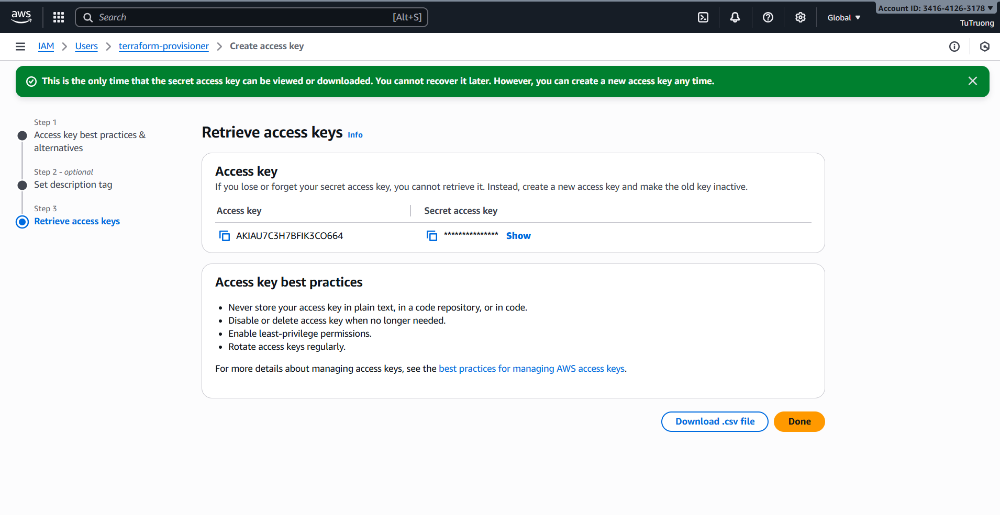 aws
Search
[Alt+S]
Global
Account ID: 3416-4126-3178
TuTruong
IAM
Users
terraform-provisioner
Create access key
This is the only time that the secret access key can be viewed or downloaded. You cannot recover it later. However, you can create a new access key any time.
Step 1
Access key best practices &
alternatives
Step 2 - optional
Set description tag
Step 3
Retrieve access keys
Retrieve access keys Info
Access key
If you lose or forget your secret access key, you cannot retrieve it. Instead, create a new access key and make the old key inactive.
Access key
Secret access key
AKIAU7C3H7BFIK3CO664
*************** Show
Access key best practices
• Never store your access key in plain text, in a code repository, or in code.
• Disable or delete access key when no longer needed.
• Enable least-privilege permissions.
• Rotate access keys regularly.
For more details about managing access keys, see the best practices for managing AWS access keys.
Download .csv file
Done